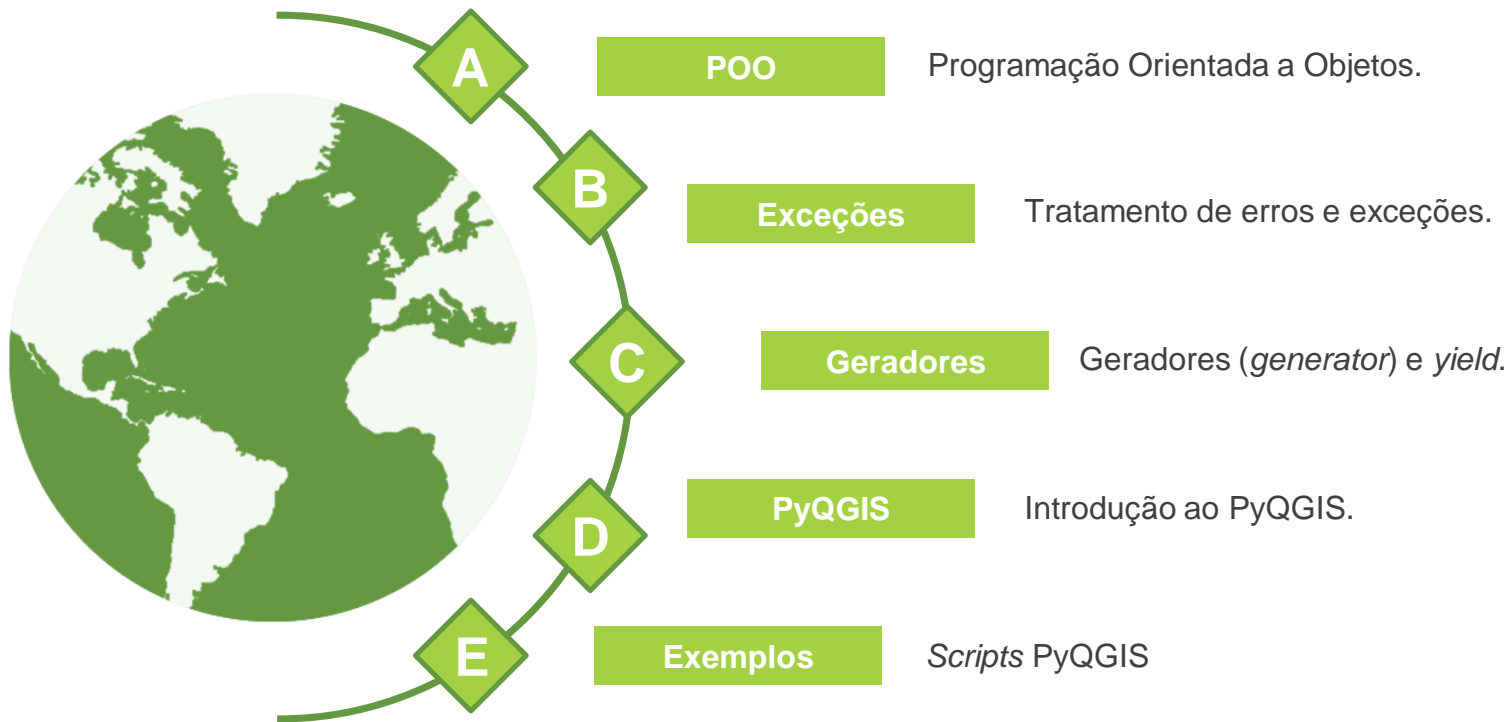 A POO Programação Orientada a Objetos.
B Exceções Tratamento de erros e exceções.
C Geradores Geradores (generator) e yield.
D PyQGIS Introdução ao PyQGIS.
E Exemplos Scripts PyQGIS